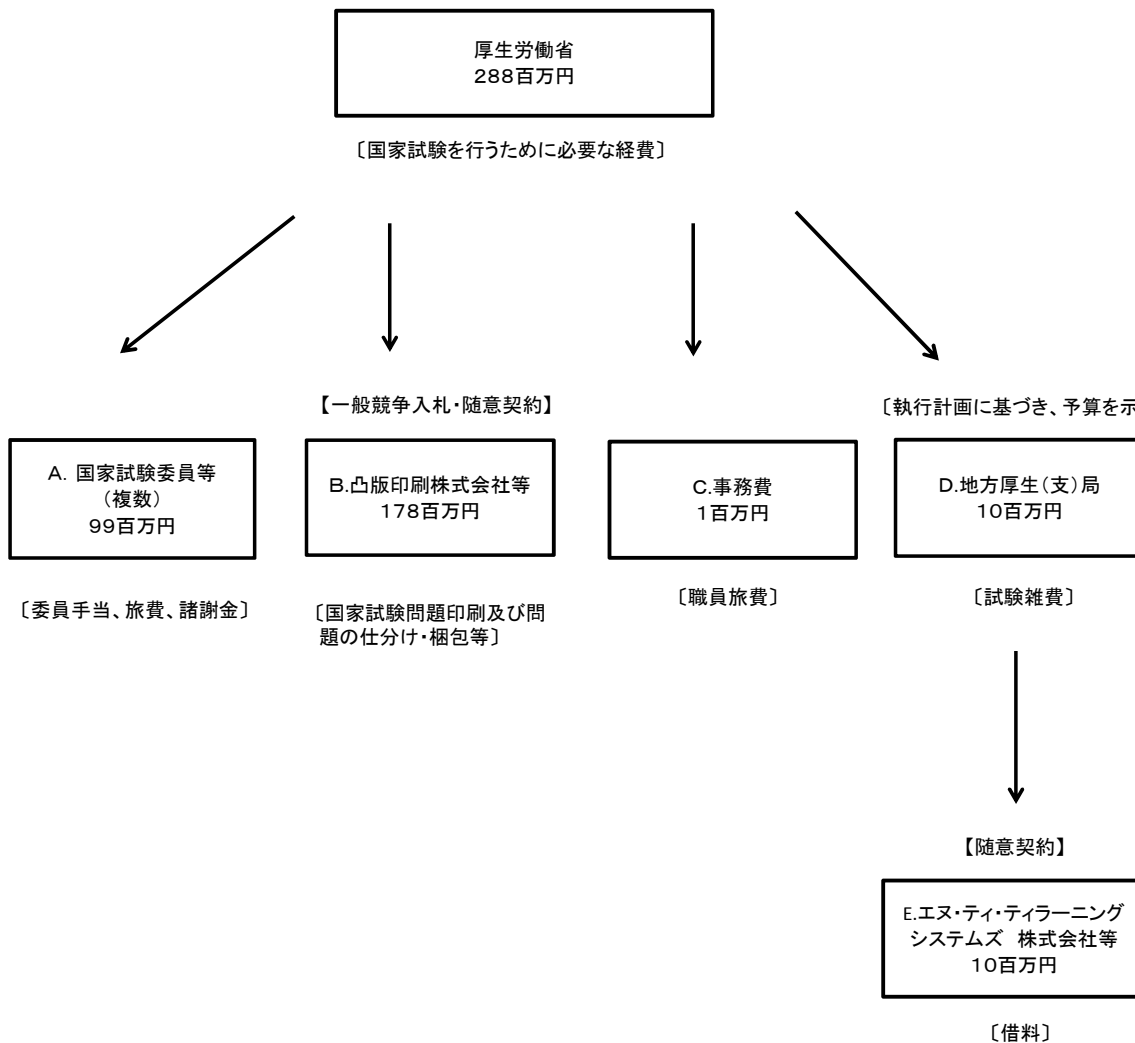 厚生労働省
288百万円
〔国家試験を行うために必要な経費〕
【一般競争入札・随意契約】
〔執行計画に基づき、予算を示
A. 国家試験委員等
(複数)
99百万円
B.凸版印刷株式会社等
178百万円
C.事務費
1百万円
D.地方厚生(支)局
10百万円
〔委員手当、旅費、諸謝金〕
〔国家試験問題印刷及び問
題の仕分け・梱包等〕
〔職員旅費〕
〔試験雑費〕
【随意契約】
E.エヌ・ティ・ティラーニング
システムズ 株式会社等
10百万円
〔借料〕